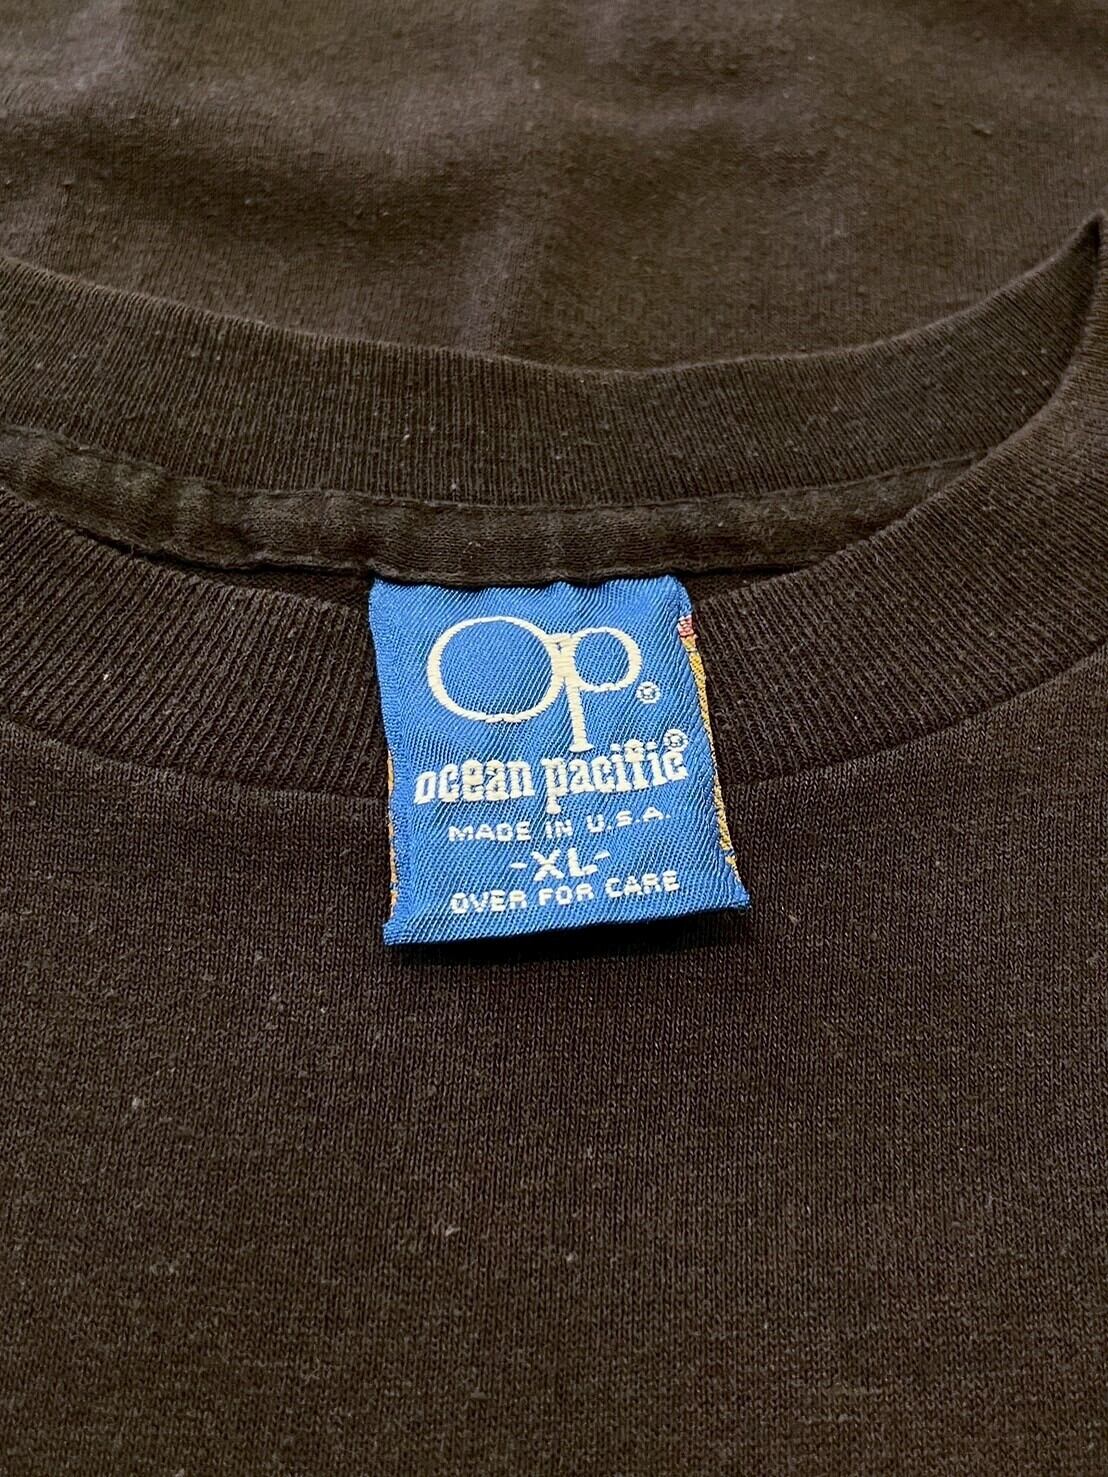 Op®
ocean pacific®
MADE IN U.S.A.
-XL-
OVER FOR CARE